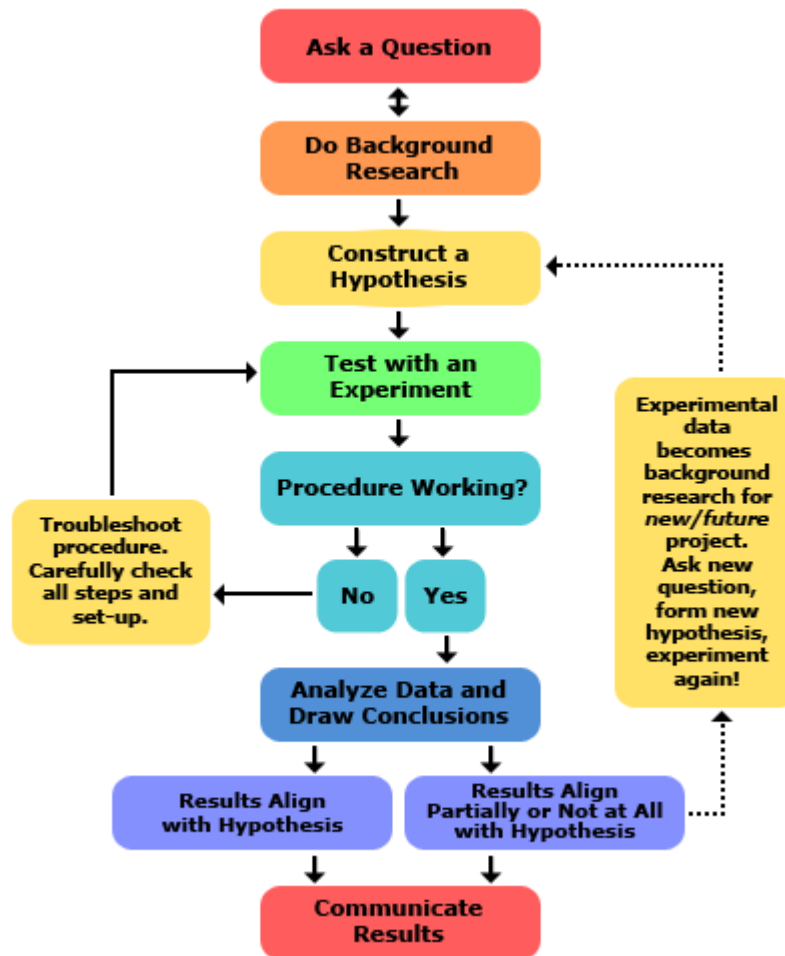 Ask a Question
Do Background
Research
Construct a
Hypothesis
Test with an
Experiment
Procedure Working?
No
Yes
Troubleshoot
procedure.
Carefully check
all steps and
set-up.
Analyze Data and
Draw Conclusions
Results Align
with Hypothesis
Results Align
Partially or Not at All
with Hypothesis
Experimental
data
becomes
background
research for
new/future
project.
Ask new
question,
form new
hypothesis,
experiment
again!
Communicate
Results